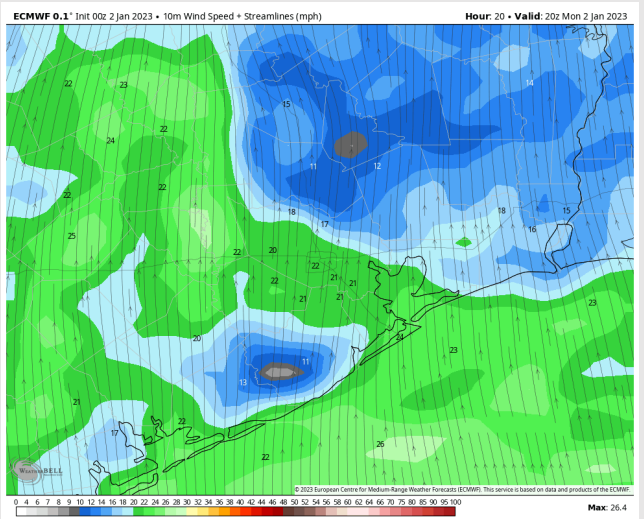 ECMWF 0.1° Init 00z 2 Jan 2023 • 10m Wind Speed + Streamlines (mph) Hour: 20 • Valid: 20z Mon 2 Jan 2023
22 23 14
15
22
24
11 12
22
22
18 18 15
17
16
25
22 20
22
22 21 21
21 21 23
20 24
23
11
13
21
22
17
26
22
WeatherBELL
© 2023 European Centre for Medium-Range Weather Forecasts (ECMWF). This service is based on data and products of the ECMWF.
0 4 6 7 8 9 10 12 14 16 18 20 22 24 26 28 30 32 34 36 38 40 42 44 46 48 50 52 54 56 58 60 62 64 66 68 70 75 80 85 90 95 100 Max: 26.4